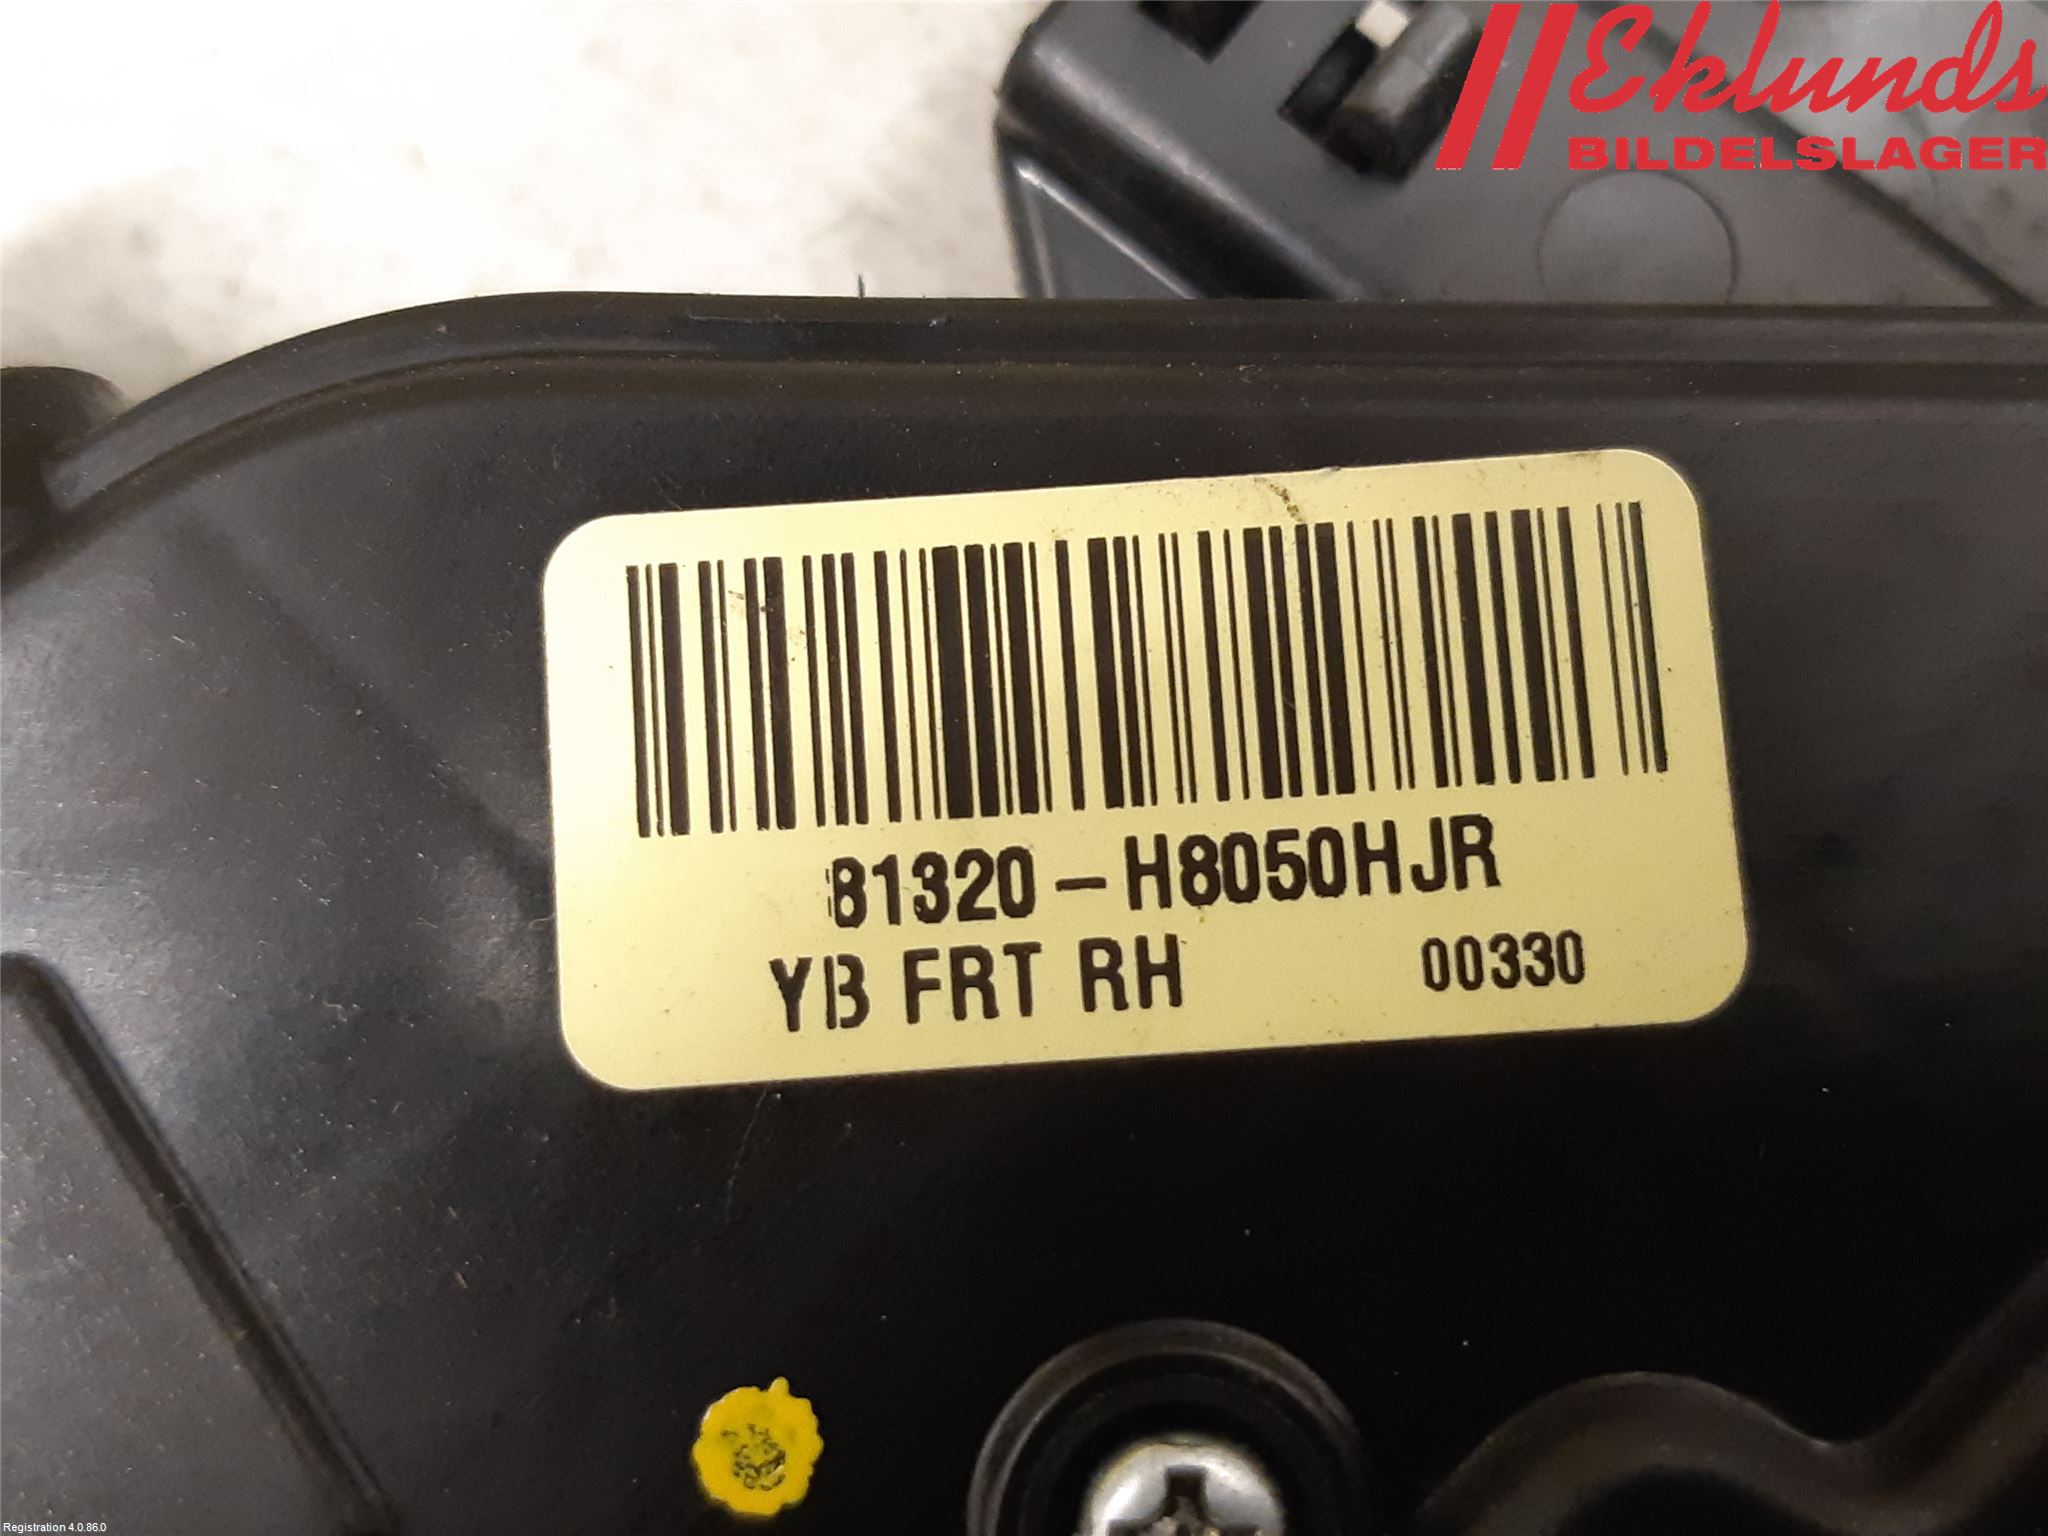 Eklunds
BILDELSLAGER
81320-H8050HJR
YB FRT RH 00330
Registration 4.0.86.0